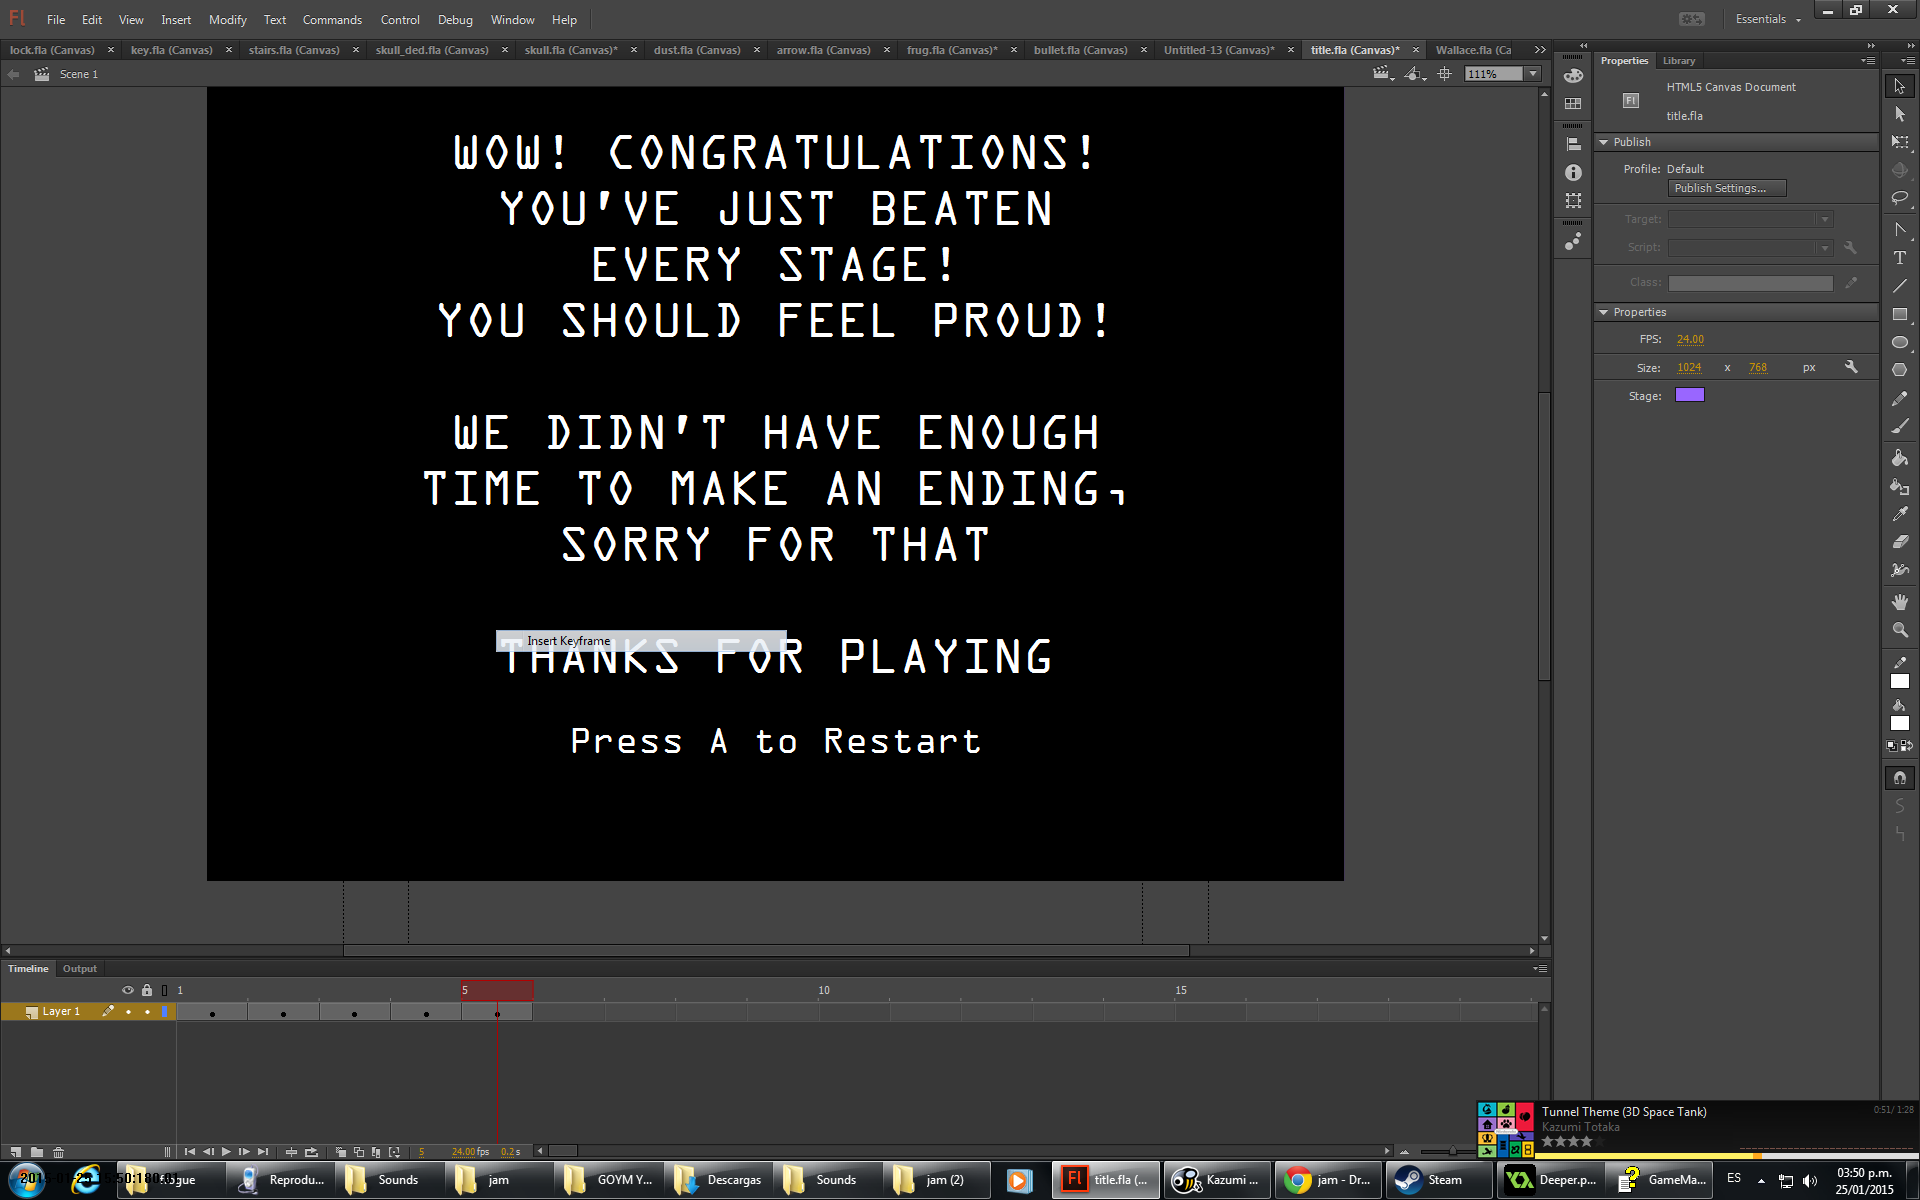 Fl File Edit View Insert Modify Text Commands Control Debug Window Help Essentials
lock.fla (Canvas) key.fla (Canvas) stairs.fla (Canvas) skull_ded.fla (Canvas) skull.fla (Canvas)* dust.fla (Canvas) arrow.fla (Canvas) frug.fla (Canvas)* bullet.fla (Canvas) Untitled-13 (Canvas)* title.fla (Canvas)* Wallace.fla (Ca
Scene 1 111%
WOW! CONGRATULATIONS!
YOU'VE JUST BEATEN
EVERY STAGE!
YOU SHOULD FEEL PROUD!
WE DIDN'T HAVE ENOUGH
TIME TO MAKE AN ENDING,
SORRY FOR THAT
Insert Keyframe
THANKS FOR PLAYING
Press A to Restart
Properties Library
Fl HTML5 Canvas Document
title.fla
Publish
Profile: Default
Publish Settings...
Target:
Script:
Class:
Properties
FPS: 24.00
Size: 1024 x 768 px
Stage:
Timeline Output
1 5 10 15
Layer 1
5 24.00 fps 0.2 s
Tunnel Theme (3D Space Tank) 0:51/ 1:28
Kazumi Totaka
Reprodu... Sounds jam GOYM Y... Descargas Sounds jam (2) Fl title.fla (... Kazumi ... jam - Dr... Steam Deeper.p... GameMa... ES
03:50 p.m.
25/01/2015